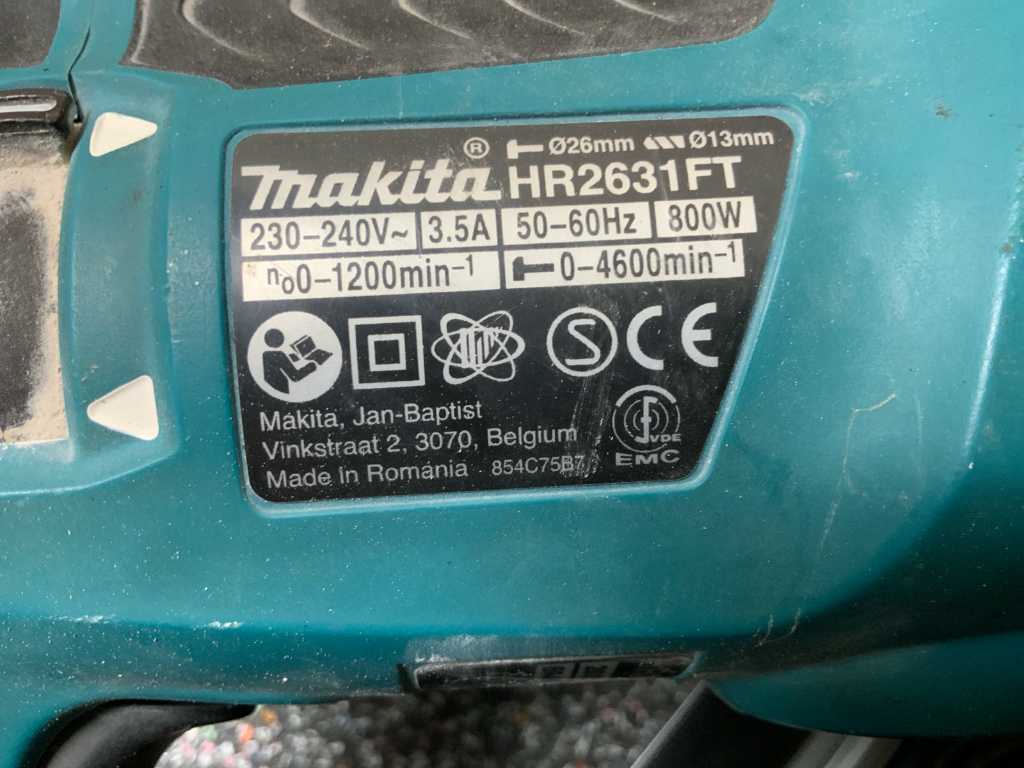 ® Ø26mm Ø13mm
makita HR2631FT
230-240V~ 3.5A 50-60Hz 800W
n₀0-1200min⁻¹ 0-4600min⁻¹
S CE
Makita, Jan-Baptist
Vinkstraat 2, 3070, Belgium
Made In Romania 854C75B7
VDE
EMC